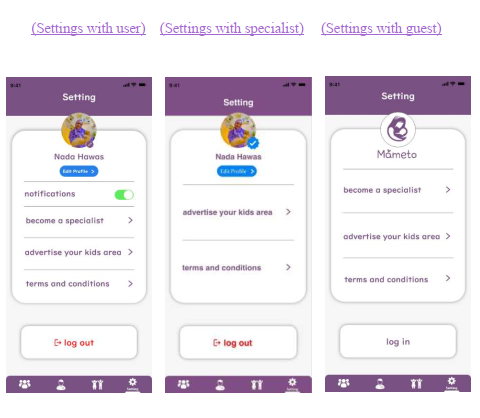 (Settings with user) (Settings with specialist) (Settings with guest)
9:41
Setting
Nada Hawas
Edit Profile >
notifications
become a specialist >
advertise your kids area >
terms and conditions >
log out
Setting
9:41
Setting
Nada Hawas
Edit Profile >
advertise your kids area >
terms and conditions >
log out
Setting
9:41
Setting
Mameto
become a specialist >
advertise your kids area >
terms and conditions >
log in
Setting